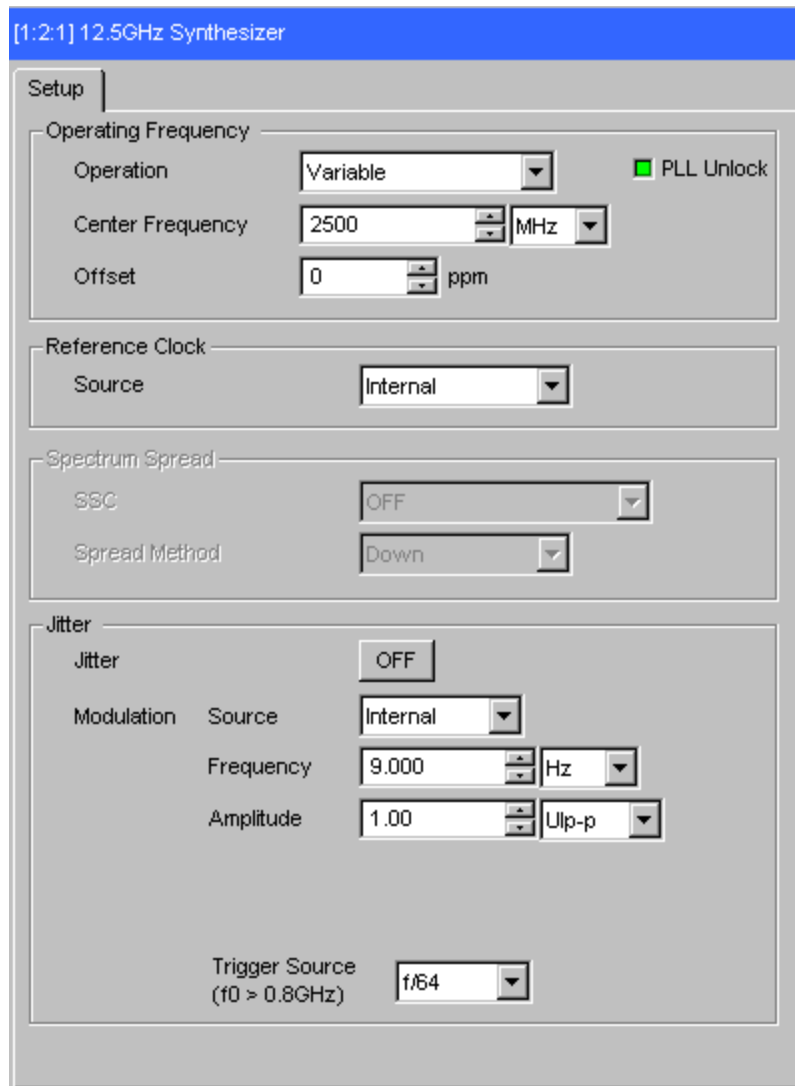 [1:2:1] 12.5GHz Synthesizer
Setup
Operating Frequency
Operation Variable PLL Unlock
Center Frequency 2500 MHz
Offset 0 ppm
Reference Clock
Source Internal
Spectrum Spread
SSC OFF
Spread Method Down
Jitter
Jitter OFF
Modulation Source Internal
Frequency 9.000 Hz
Amplitude 1.00 UIp-p
Trigger Source
(f0 > 0.8GHz) f/64